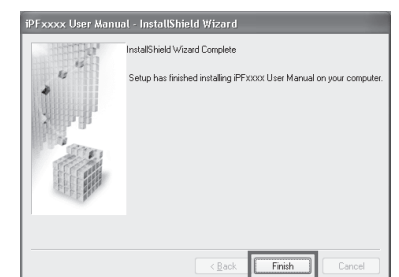 iPFxxxx User Manual - InstallShield Wizard
InstallShield Wizard Complete
Setup has finished installing iPFxxxx User Manual on your computer.
< Back
Finish
Cancel